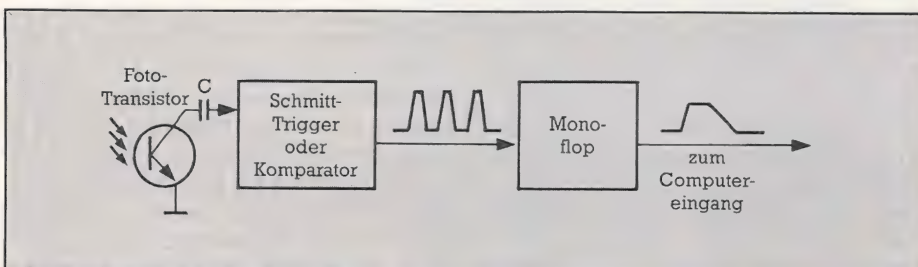 Foto-
Transistor
C
Schmitt-
Trigger
oder
Komparator
Mono-
flop
zum
Computer-
eingang